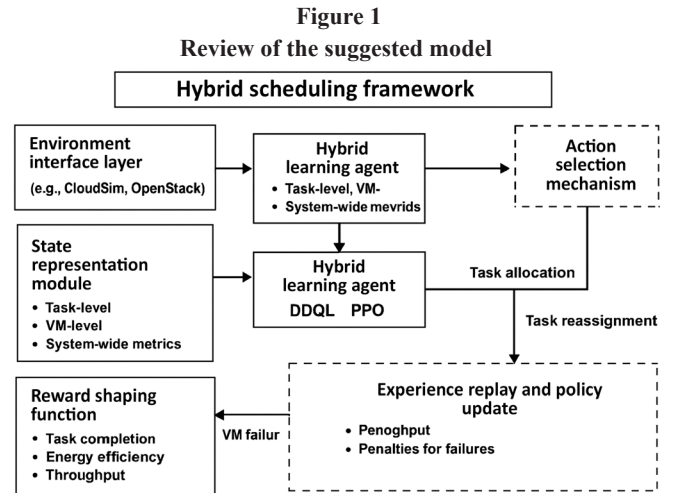 Figure 1
Review of the suggested model
Hybrid scheduling framework
Environment
interface layer
(e.g., CloudSim, OpenStack)
Hybrid
learning agent
• Task-level, VM-
• System-wide mevrids
Action
selection
mechanism
State
representation
module
• Task-level
• VM-level
• System-wide metrics
Hybrid
learning agent
DDQL PPO
Task allocation
Task reassignment
Reward shaping
function
• Task completion
• Energy efficiency
• Throughput
VM failur
Experience replay and policy
update
• Penoghput
• Penalties for failures